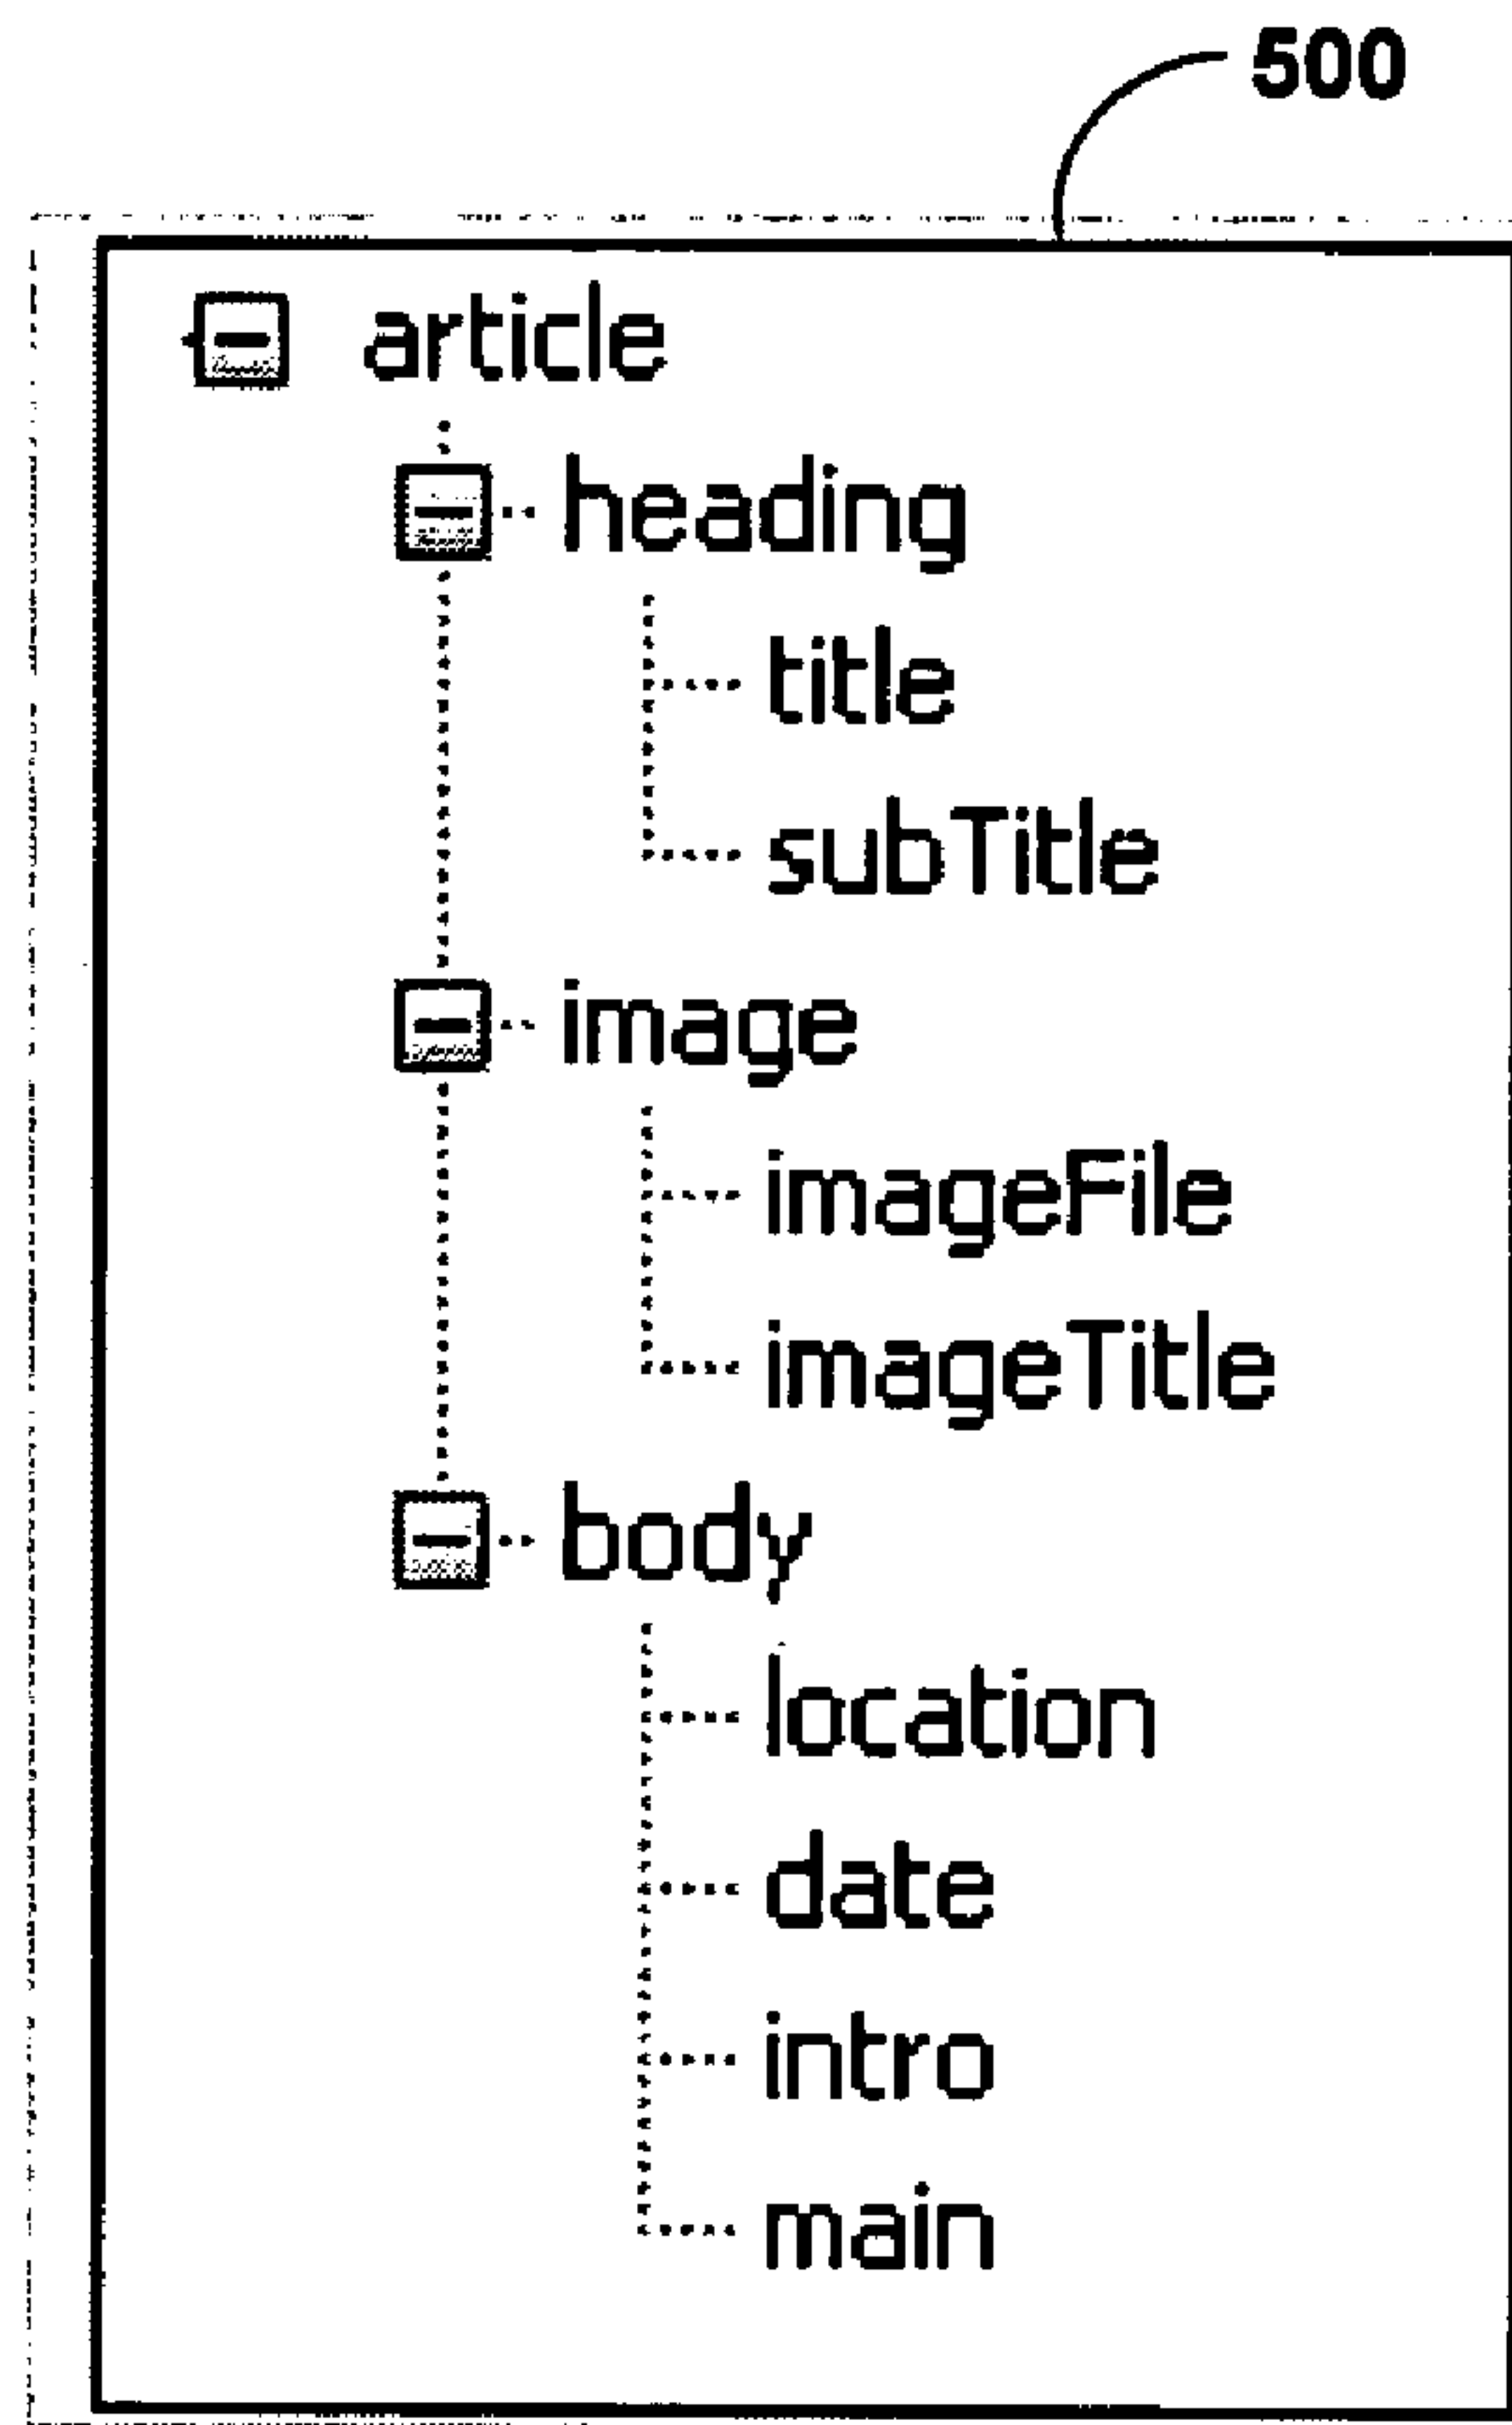 500
article
heading
title
subTitle
image
imageFile
imageTitle
body
location
date
intro
main